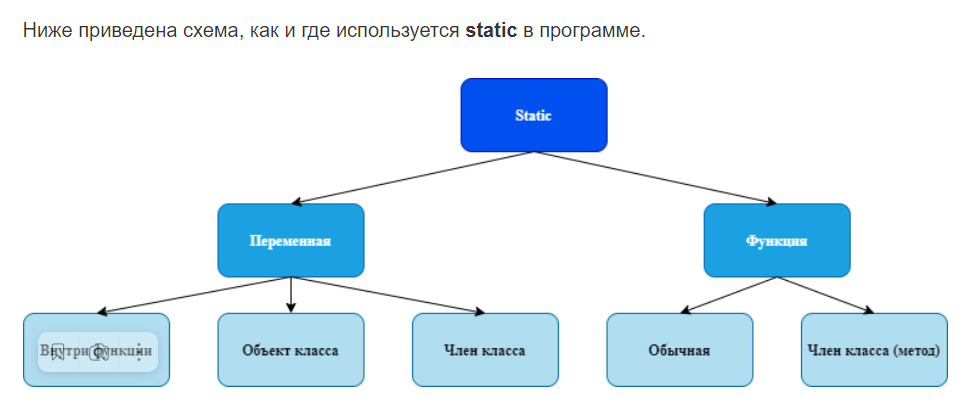 Ниже приведена схема, как и где используется static в программе.
Static
Переменная
Функция
Внутри функции
Объект класса
Член класса
Обычная
Член класса (метод)